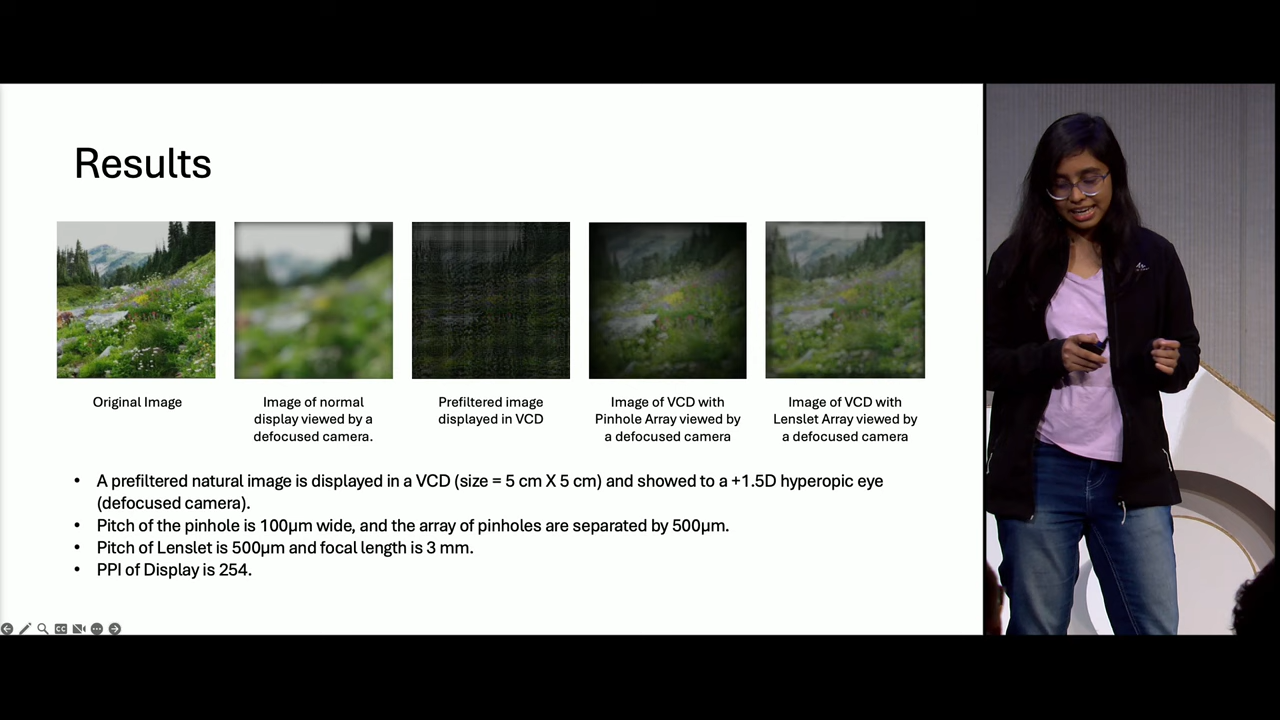 Results
Original Image
Image of normal
display viewed by a
defocused camera.
Prefiltered image
displayed in VCD
Image of VCD with
Pinhole Array viewed by
a defocused camera
Image of VCD with
Lenslet Array viewed by
a defocused camera
• A prefiltered natural image is displayed in a VCD (size = 5 cm X 5 cm) and showed to a +1.5D hyperopic eye
(defocused camera).
• Pitch of the pinhole is 100μm wide, and the array of pinholes are separated by 500μm.
• Pitch of Lenslet is 500μm and focal length is 3 mm.
• PPI of Display is 254.
CC